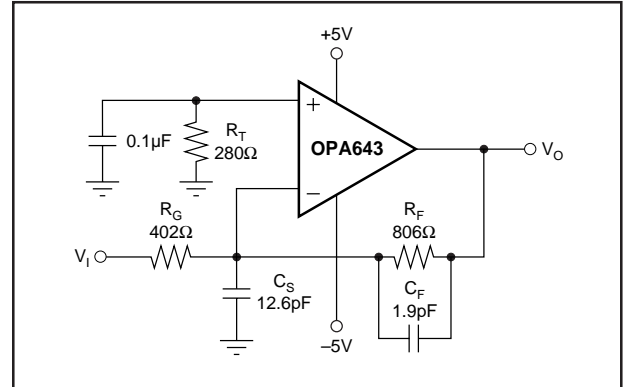 +5V
+
R_T
280Ω
0.1µF
OPA643
V_O
−
R_G
402Ω
R_F
806Ω
V_I
C_S
12.6pF
C_F
1.9pF
−5V